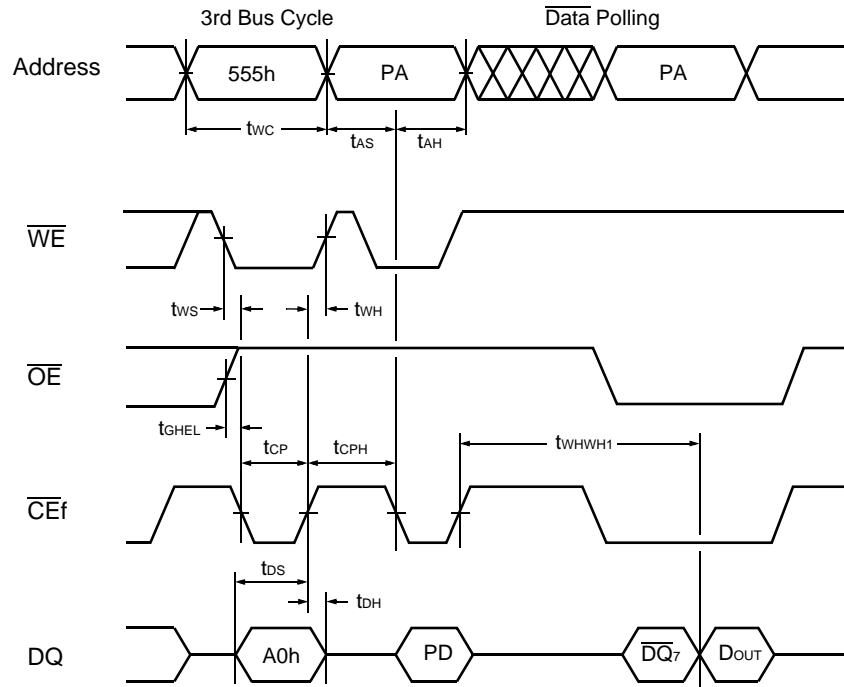 3rd Bus Cycle
Data Polling
Address
555h
PA
PA
tWC
tAS
tAH
WE
tWS
tWH
OE
tGHEL
tCP
tCPH
tWHWH1
CEf
tDS
tDH
DQ
A0h
PD
DQ7
DOUT